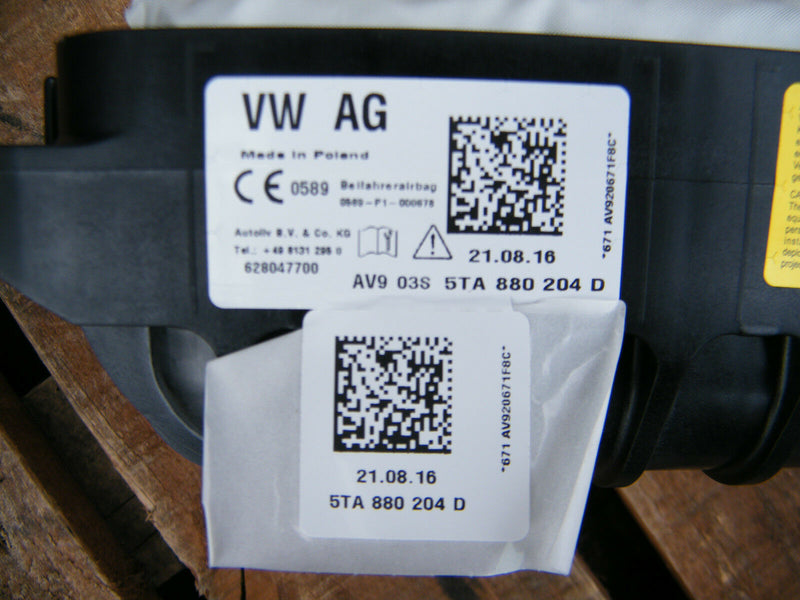 VW AG
Made in Poland
CE 0589 Beifahrerairbag
0589-P1-000678
Autoliv B.V. & Co. KG
Tel.: +49 8131 295 0
628047700
21.08.16
AV9 03S 5TA 880 204 D
*671 AV920671F8C*
21.08.16
5TA 880 204 D
*671 AV920671F8C*